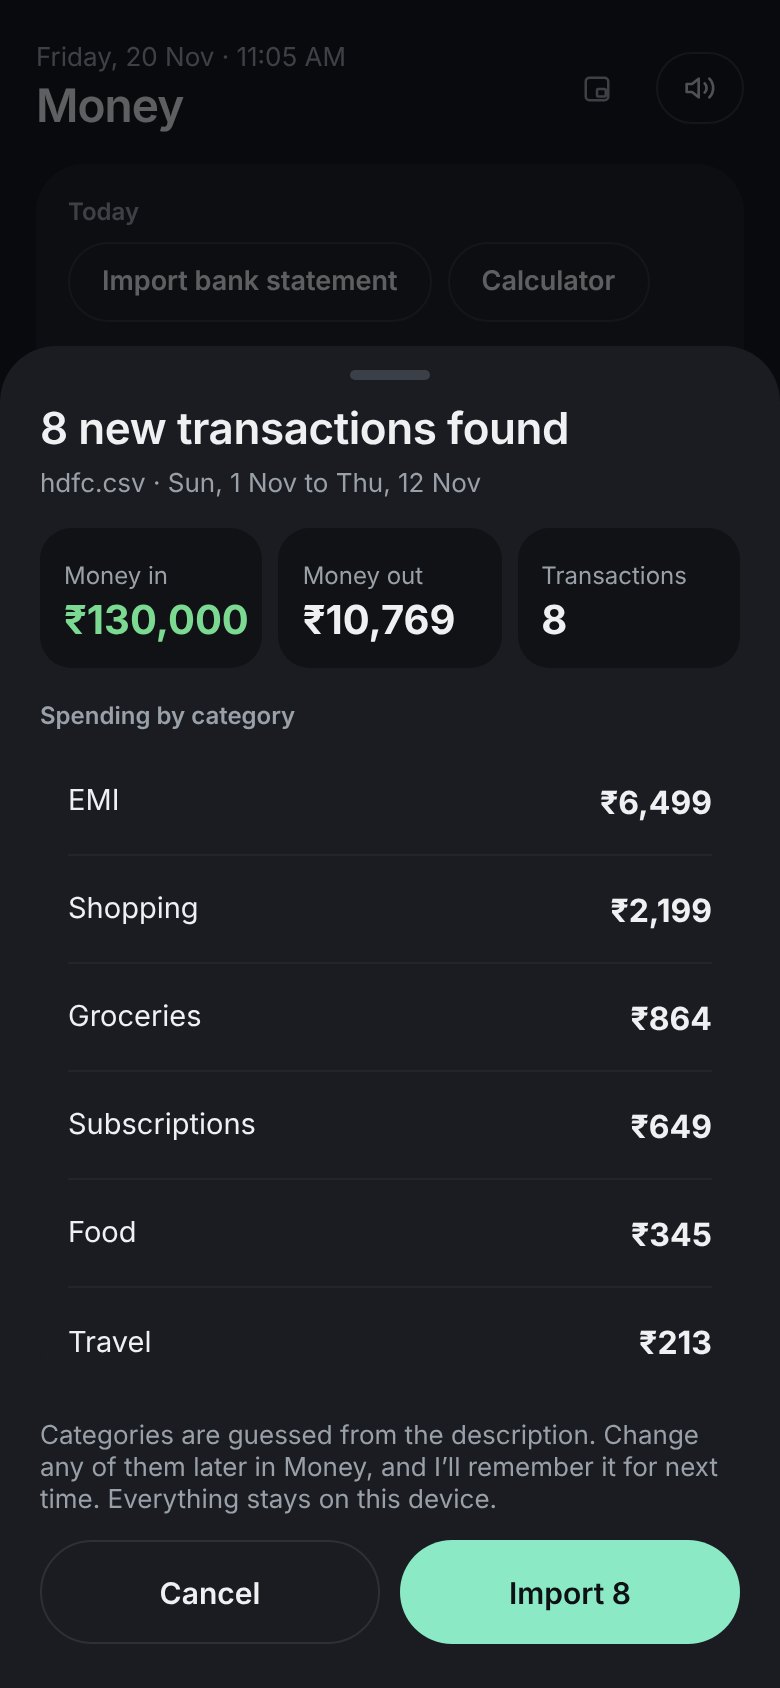 Friday, 20 Nov · 11:05 AM
Money
Today
Import bank statement
Calculator
8 new transactions found
hdfc.csv · Sun, 1 Nov to Thu, 12 Nov
Money in
₹130,000
Money out
₹10,769
Transactions
8
Spending by category
EMI ₹6,499
Shopping ₹2,199
Groceries ₹864
Subscriptions ₹649
Food ₹345
Travel ₹213
Categories are guessed from the description. Change
any of them later in Money, and I’ll remember it for next
time. Everything stays on this device.
Cancel
Import 8